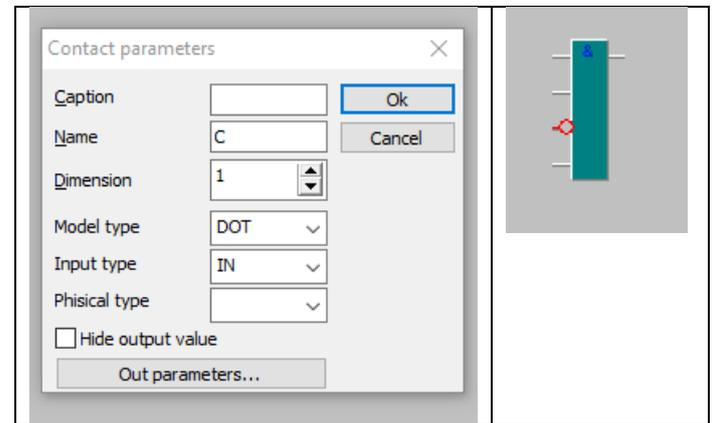 Contact parameters
&
Caption
Ok
Name C
Cancel
Dimension 1
Model type DOT
Input type IN
Phisical type
Hide output value
Out parameters...